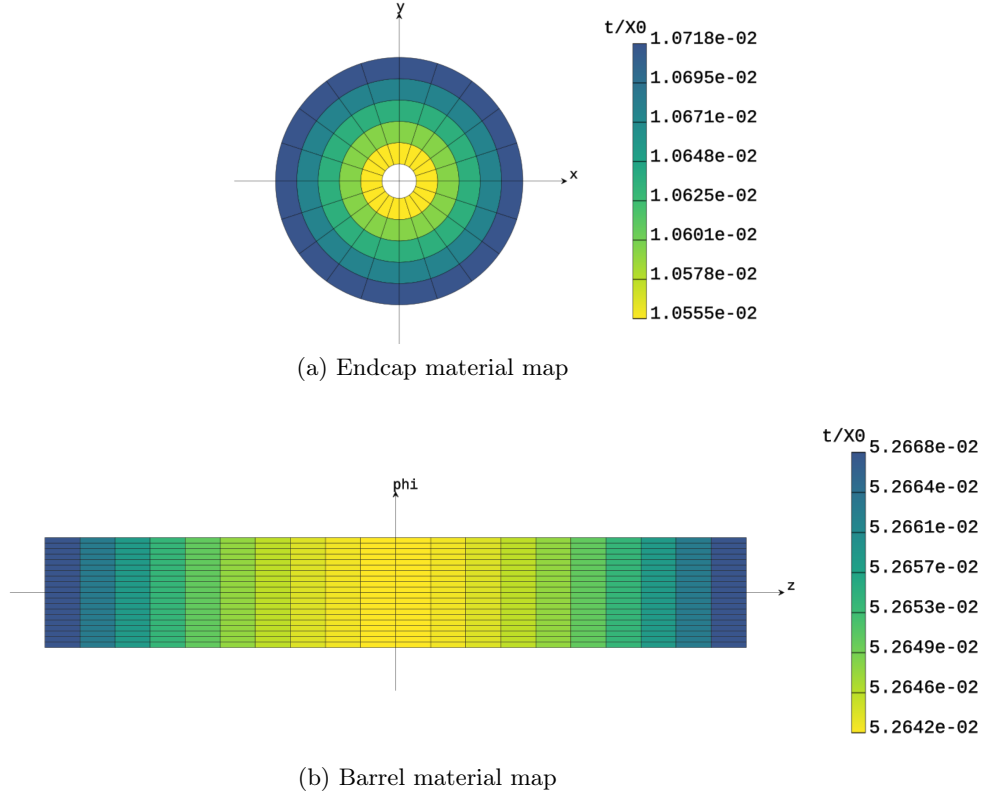 y
t/X0
1.0718e-02
1.0695e-02
1.0671e-02
1.0648e-02
x
1.0625e-02
1.0601e-02
1.0578e-02
1.0555e-02
(a) Endcap material map
t/X0
5.2668e-02
5.2664e-02
phi
5.2661e-02
5.2657e-02
z
5.2653e-02
5.2649e-02
5.2646e-02
5.2642e-02
(b) Barrel material map